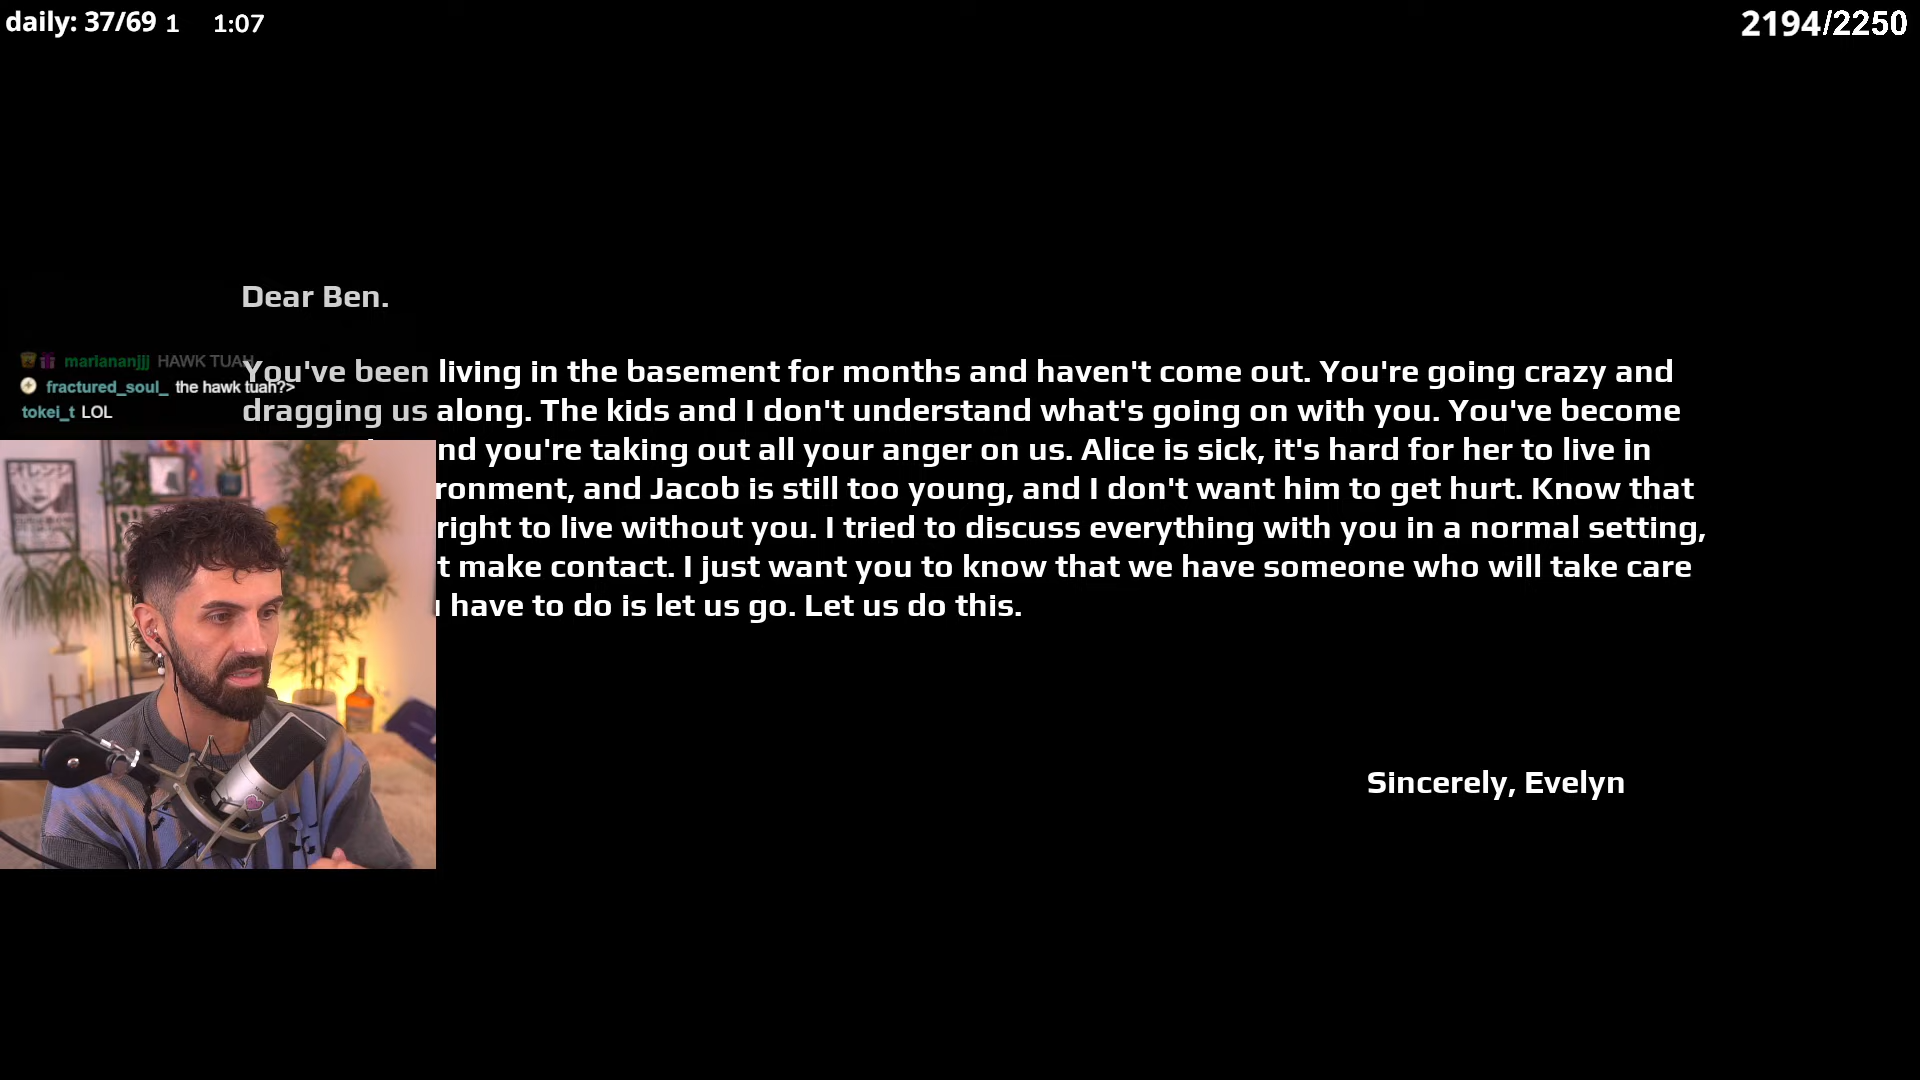 daily: 37/69 1 1:07
2194/2250
Dear Ben.
mariananjjj HAWK TUAH
You've been living in the basement for months and haven't come out. You're going crazy and
fractured_soul_ the hawk tuah?>
dragging us along. The kids and I don't understand what's going on with you. You've become
tokei_t LOL
you're taking out all your anger on us. Alice is sick, it's hard for her to live in
and Jacob is still too young, and I don't want him to get hurt. Know that
right to live without you. I tried to discuss everything with you in a normal setting,
make contact. I just want you to know that we have someone who will take care
have to do is let us go. Let us do this.
Sincerely, Evelyn